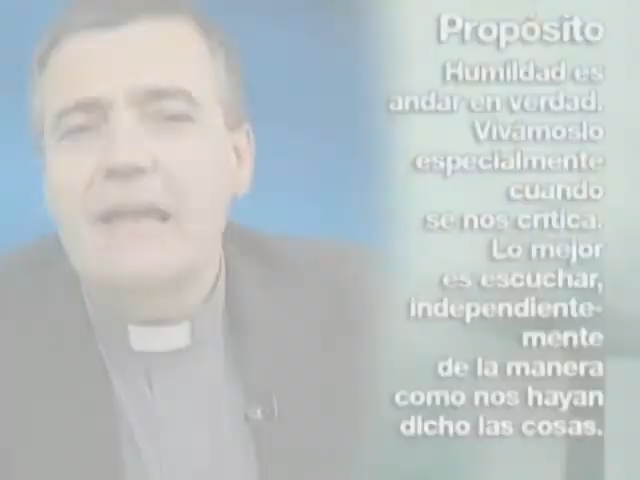 Propósito
Humildad es
andar en verdad.
Vivámoslo
especialmente
cuando
se nos critica.
Lo mejor
es escuchar,
independiente-
mente
de la manera
como nos hayan
dicho las cosas.